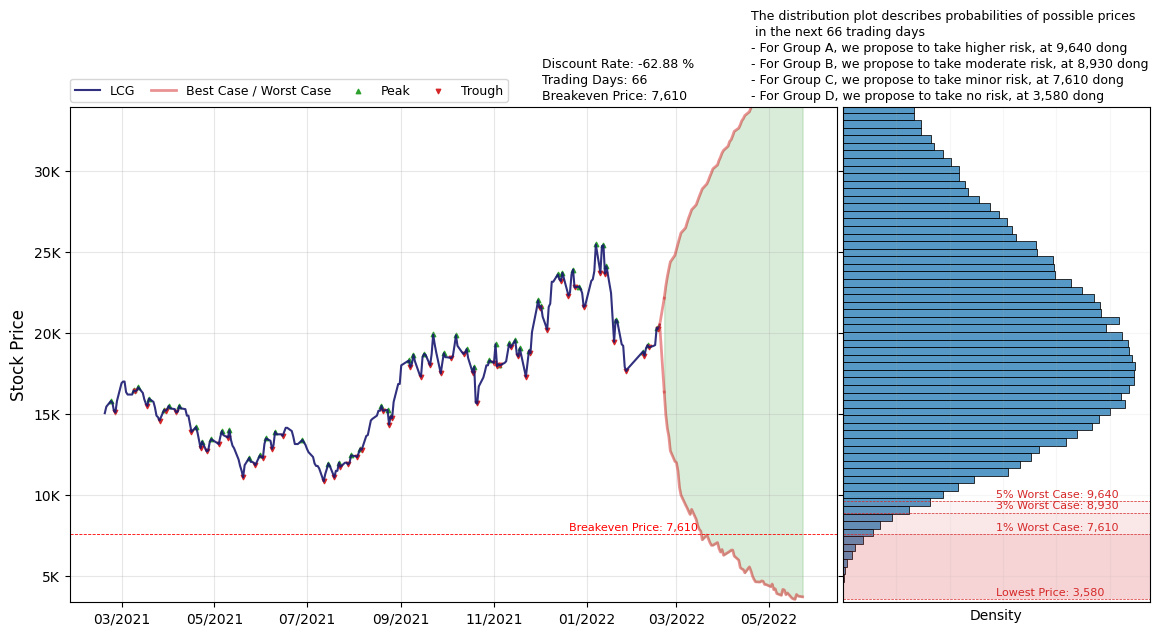 The distribution plot describes probabilities of possible prices
in the next 66 trading days
- For Group A, we propose to take higher risk, at 9,640 dong
- For Group B, we propose to take moderate risk, at 8,930 dong
- For Group C, we propose to take minor risk, at 7,610 dong
- For Group D, we propose to take no risk, at 3,580 dong
Discount Rate: -62.88 %
Trading Days: 66
Breakeven Price: 7,610
LCG
Best Case / Worst Case
Peak
Trough
Stock Price
30K
25K
20K
15K
10K
5K
Breakeven Price: 7,610
03/2021
05/2021
07/2021
09/2021
11/2021
01/2022
03/2022
05/2022
5% Worst Case: 9,640
3% Worst Case: 8,930
1% Worst Case: 7,610
Lowest Price: 3,580
Density